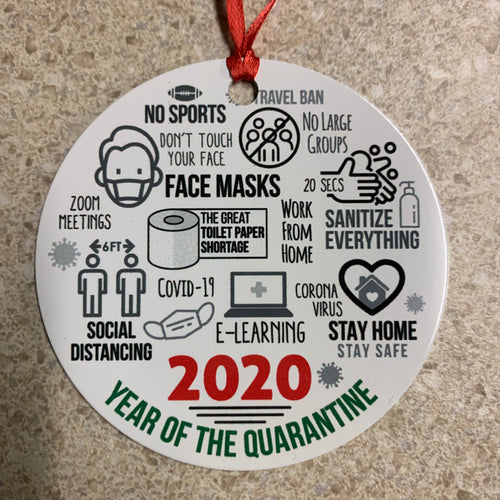 NO SPORTS
TRAVEL BAN
DON'T TOUCH
YOUR FACE
NO LARGE
GROUPS
FACE MASKS
20 SECS
SANITIZE
EVERYTHING
ZOOM
MEETINGS
THE GREAT
TOILET PAPER
SHORTAGE
WORK
FROM
HOME
6FT
SOCIAL
DISTANCING
COVID-19
E-LEARNING
CORONA
VIRUS
STAY HOME
STAY SAFE
2020
YEAR OF THE QUARANTINE